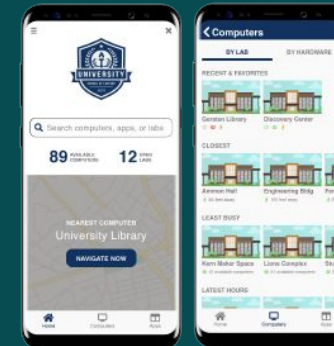 UNIVERSITY
Search computers, apps, or labs
89 AVAILABLE COMPUTERS
12 OPEN LABS
NEAREST COMPUTER
University Library
NAVIGATE NOW
Home
Computers
Apps
Computers
BY LAB
BY HARDWARE
RECENT & FAVORITES
Gersten Library
Discovery Center
CLOSEST
Ammon Hall
Engineering Bldg
LEAST BUSY
Kern Maker Space
Lions Complex
LATEST HOURS
Home
Computers
Apps